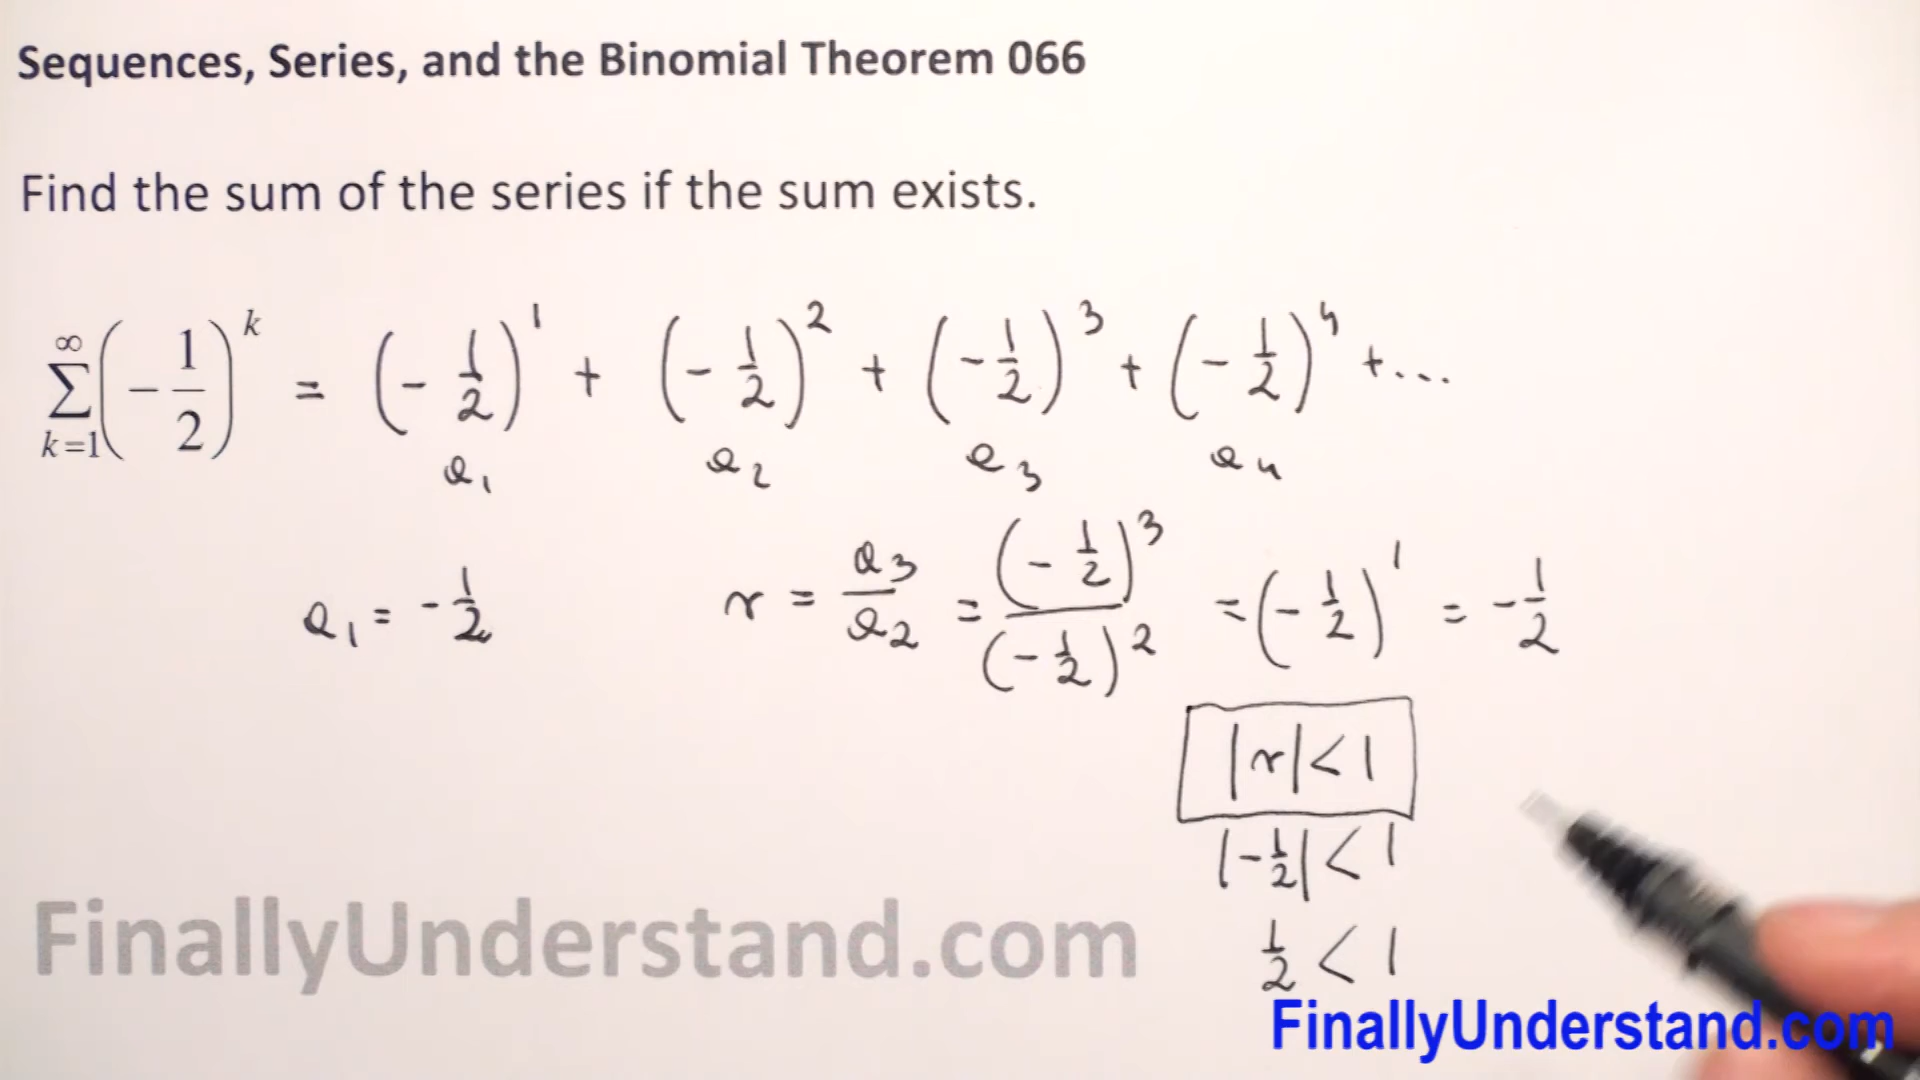 Sequences, Series, and the Binomial Theorem 066
Find the sum of the series if the sum exists.
∞∑k=1 (−1/2)^k = (−1/2)^1 + (−1/2)^2 + (−1/2)^3 + (−1/2)^4 + ...
a1 a2 a3 a4
a1 = −1/2 r = a3/a2 = (−1/2)^3/(−1/2)^2 = (−1/2)^1 = −1/2
|r| < 1
|−1/2| < 1
1/2 < 1
FinallyUnderstand.com
FinallyUnderstand.com